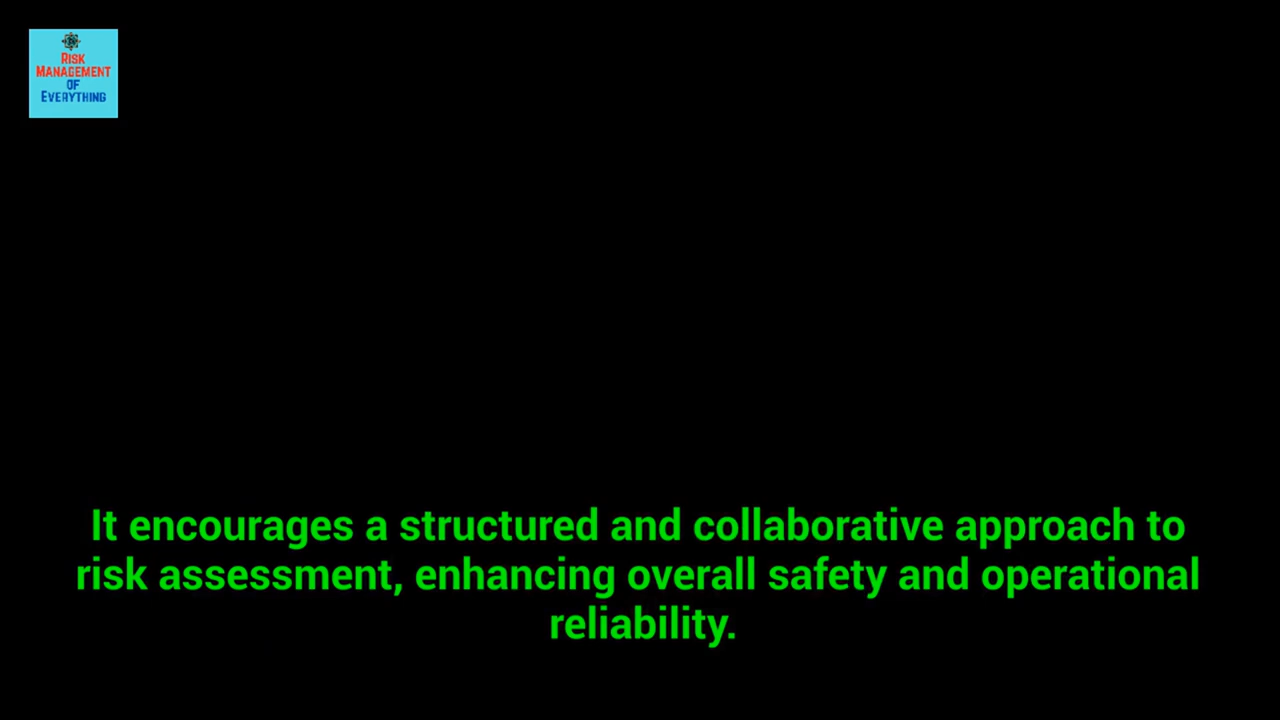 RISK
MANAGEMENT
OF
EVERYTHING
It encourages a structured and collaborative approach to
risk assessment, enhancing overall safety and operational
reliability.